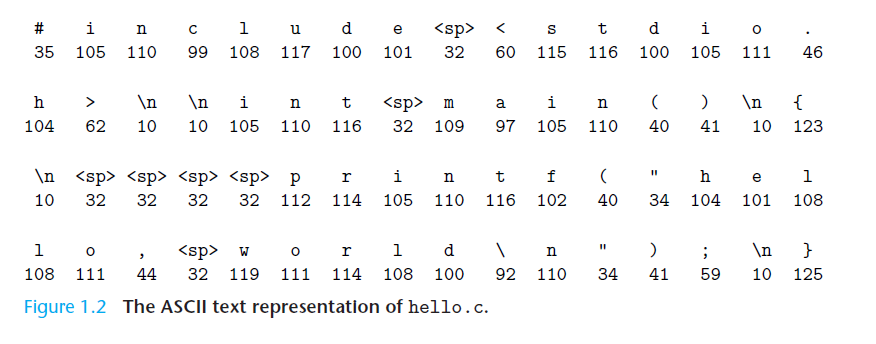 # i n c l u d e <sp> < s t d i o .
35 105 110 99 108 117 100 101 32 60 115 116 100 105 111 46
h > \n \n i n t <sp> m a i n ( ) \n {
104 62 10 10 105 110 116 32 109 97 105 110 40 41 10 123
\n <sp> <sp> <sp> <sp> p r i n t f ( " h e l
10 32 32 32 32 112 114 105 110 116 102 40 34 104 101 108
l o , <sp> w o r l d \ n " ) ; \n }
108 111 44 32 119 111 114 108 100 92 110 34 41 59 10 125
Figure 1.2 The ASCII text representation of hello.c.